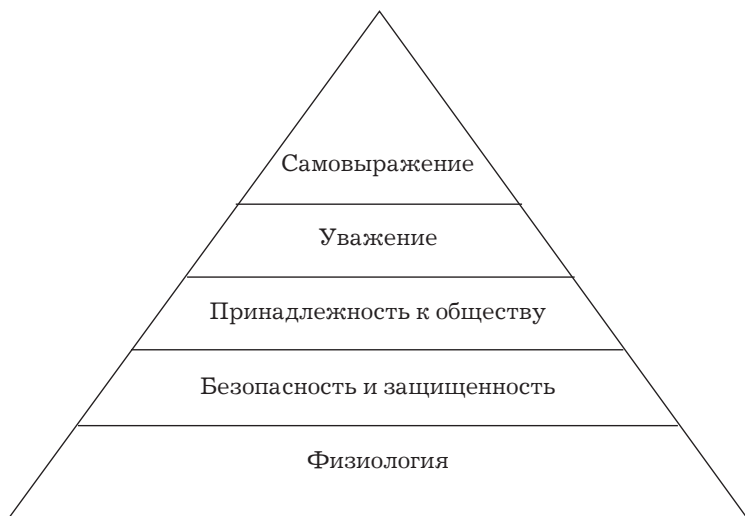 Самовыражение
Уважение
Принадлежность к обществу
Безопасность и защищенность
Физиология